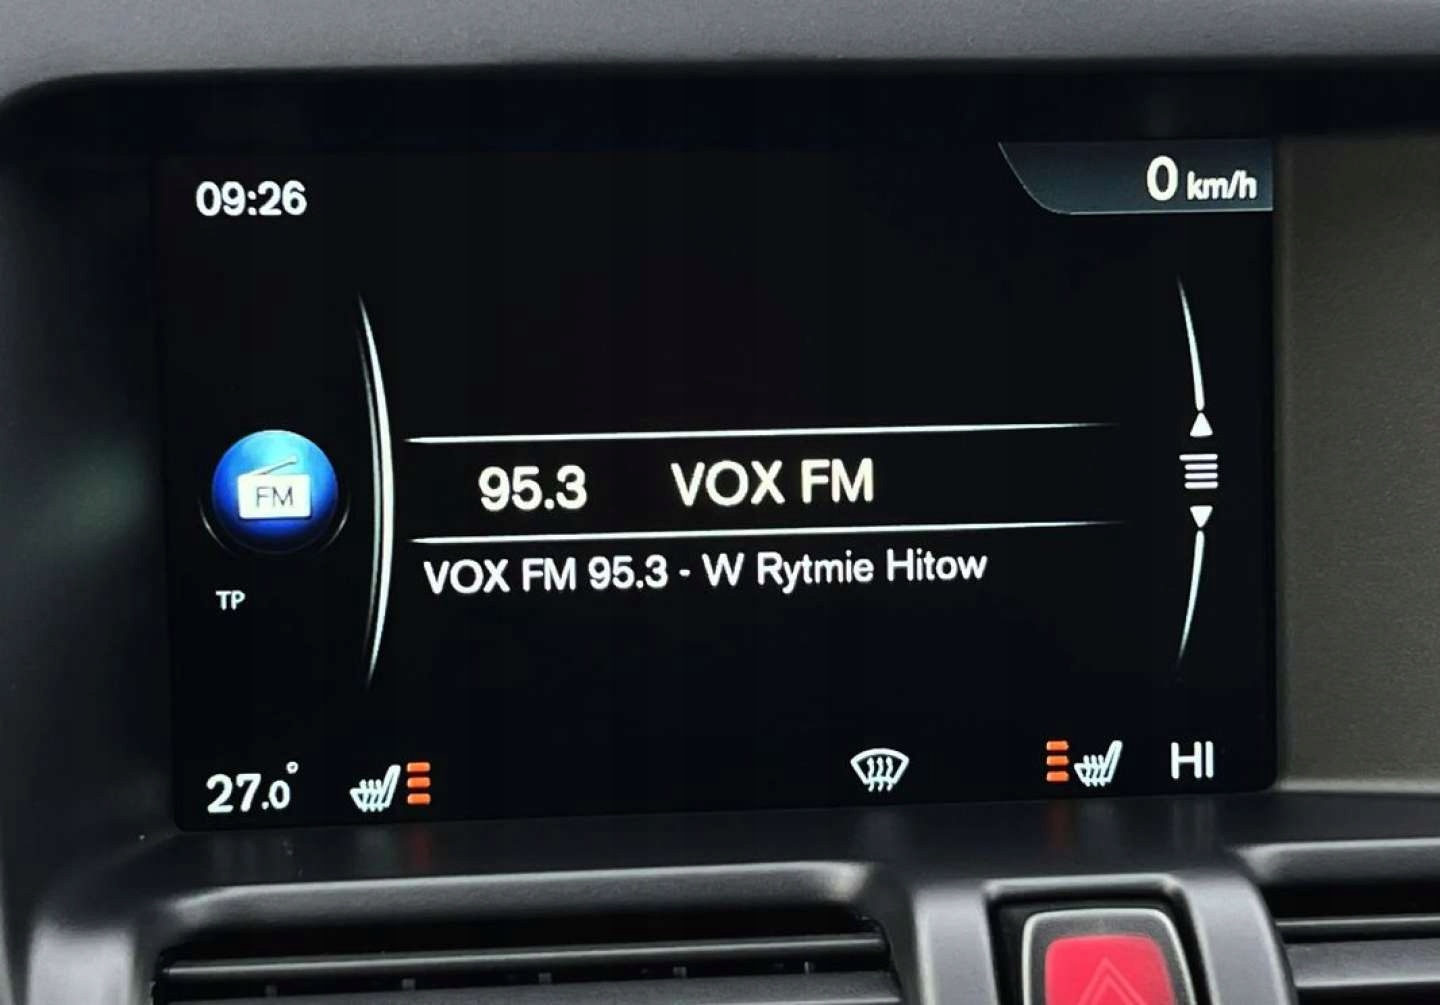 09:26
0 km/h
FM
95.3 VOX FM
VOX FM 95.3 - W Rytmie Hitow
TP
27.0°
HI